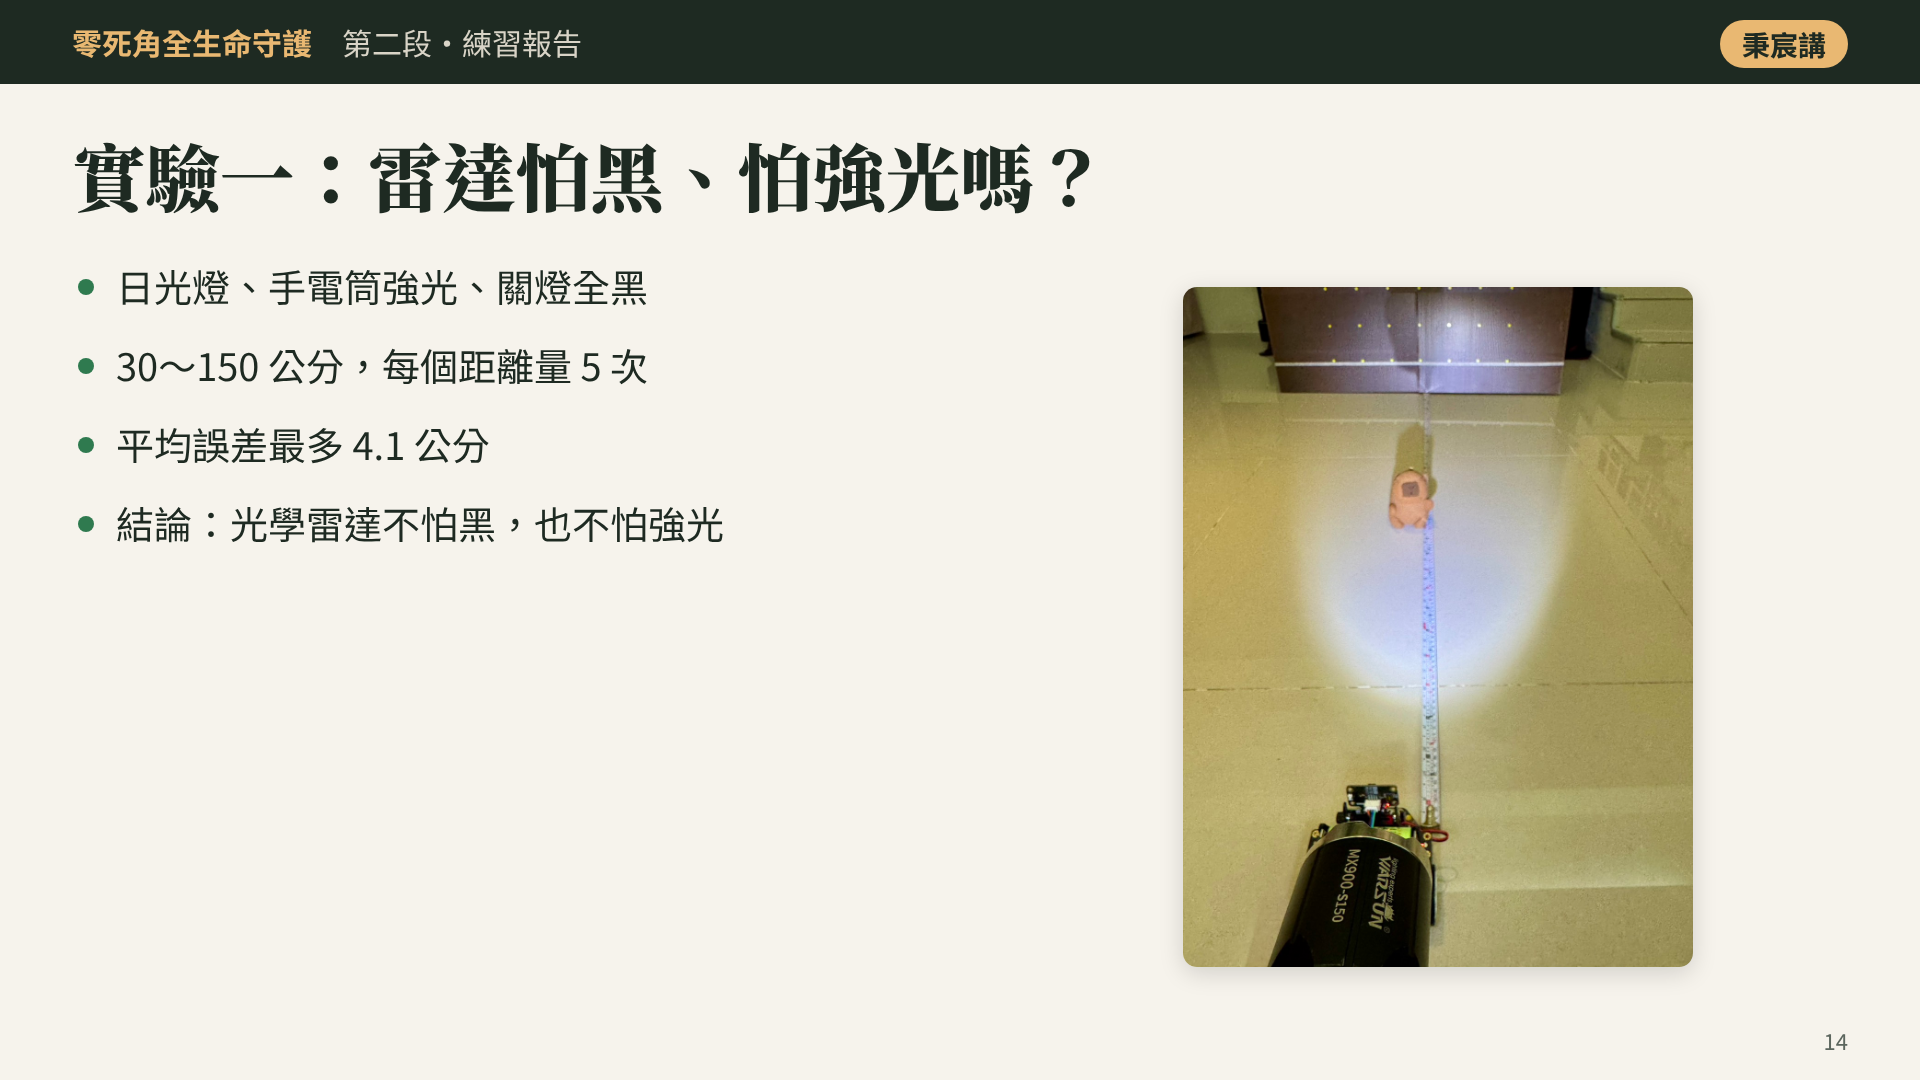 零死角全生命守護 第二段・練習報告
秉宸講
實驗一：雷達怕黑、怕強光嗎？
日光燈、手電筒強光、關燈全黑
30～150 公分，每個距離量 5 次
平均誤差最多 4.1 公分
結論：光學雷達不怕黑，也不怕強光
WARSUN
MX900-S150
14